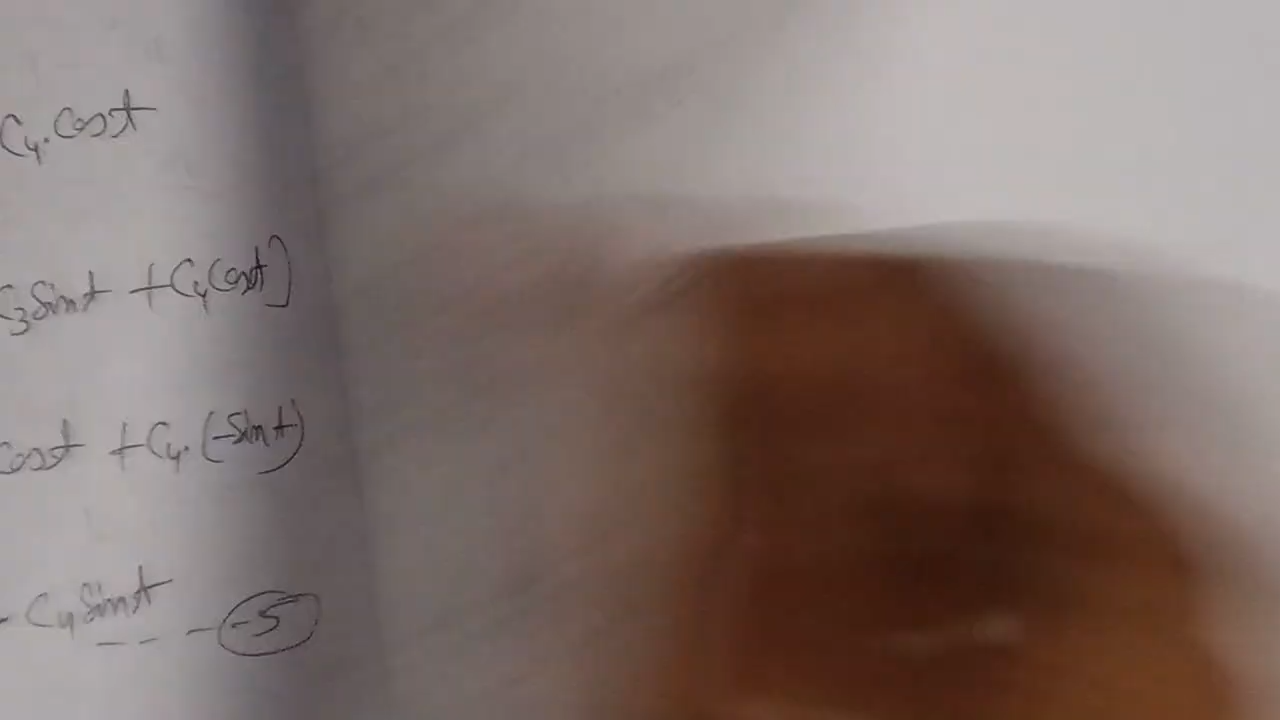 C₄.Cost
C₃Sint + C₄Cost]
Cost + C₄.(-Sint)
- C₄Sint
--- -5